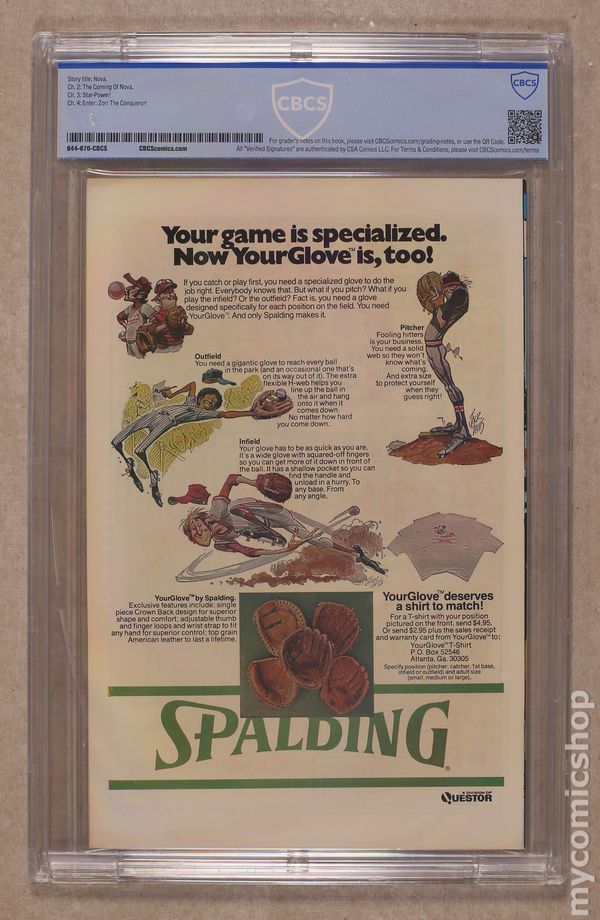 Story title: Nova.
Ch. 2: The Coming Of Nova.
Ch. 3: Star-Power!
Ch. 4: Enter: Zorr The Conqueror!
CBCS
CBCS
844-870-CBCS
CBCScomics.com
For grader's notes on this book, please visit CBCScomics.com/grading-notes, or use the QR Code.
All "Verified Signatures" are authenticated by CSA Comics LLC. For Terms & Conditions, please visit CBCScomics.com/terms
Your game is specialized.
Now YourGlove™ is, too!
If you catch or play first, you need a specialized glove to do the
job right. Everybody knows that. But what if you pitch? What if you
play the infield? Or the outfield? Fact is, you need a glove
designed specifically for each position on the field. You need
YourGlove™. And only Spalding makes it.
Pitcher
Fooling hitters
is your business.
You need a solid
web so they won't
know what's
coming.
And extra size
to protect yourself
when they
guess right!
Outfield
You need a gigantic glove to reach every ball
in the park (and an occasional one that's
on its way out of it). The extra
flexible H-web helps you
line up the ball in
the air and hang
onto it when it
comes down.
No matter how hard
you come down.
Infield
Your glove has to be as quick as you are.
It's a wide glove with squared-off fingers
so you can get more of it down in front of
the ball. It has a shallow pocket so you can
find the handle and
unload in a hurry. To
any base. From
any angle.
YourGlove™ by Spalding.
Exclusive features include: single
piece Crown Back design for superior
shape and comfort; adjustable thumb
and finger loops and wrist strap to fit
any hand for superior control; top grain
American leather to last a lifetime.
YourGlove™ deserves
a shirt to match!
For a T-shirt with your position
pictured on the front, send $4.95.
Or send $2.95 plus the sales receipt
and warranty card from YourGlove™ to:
YourGlove™ T-Shirt
P.O. Box 52546
Atlanta, Ga. 30305
Specify position (pitcher, catcher, 1st base,
infield or outfield) and adult size
(small, medium or large).
SPALDING®
A DIVISION OF
QUESTOR
mycomicshop